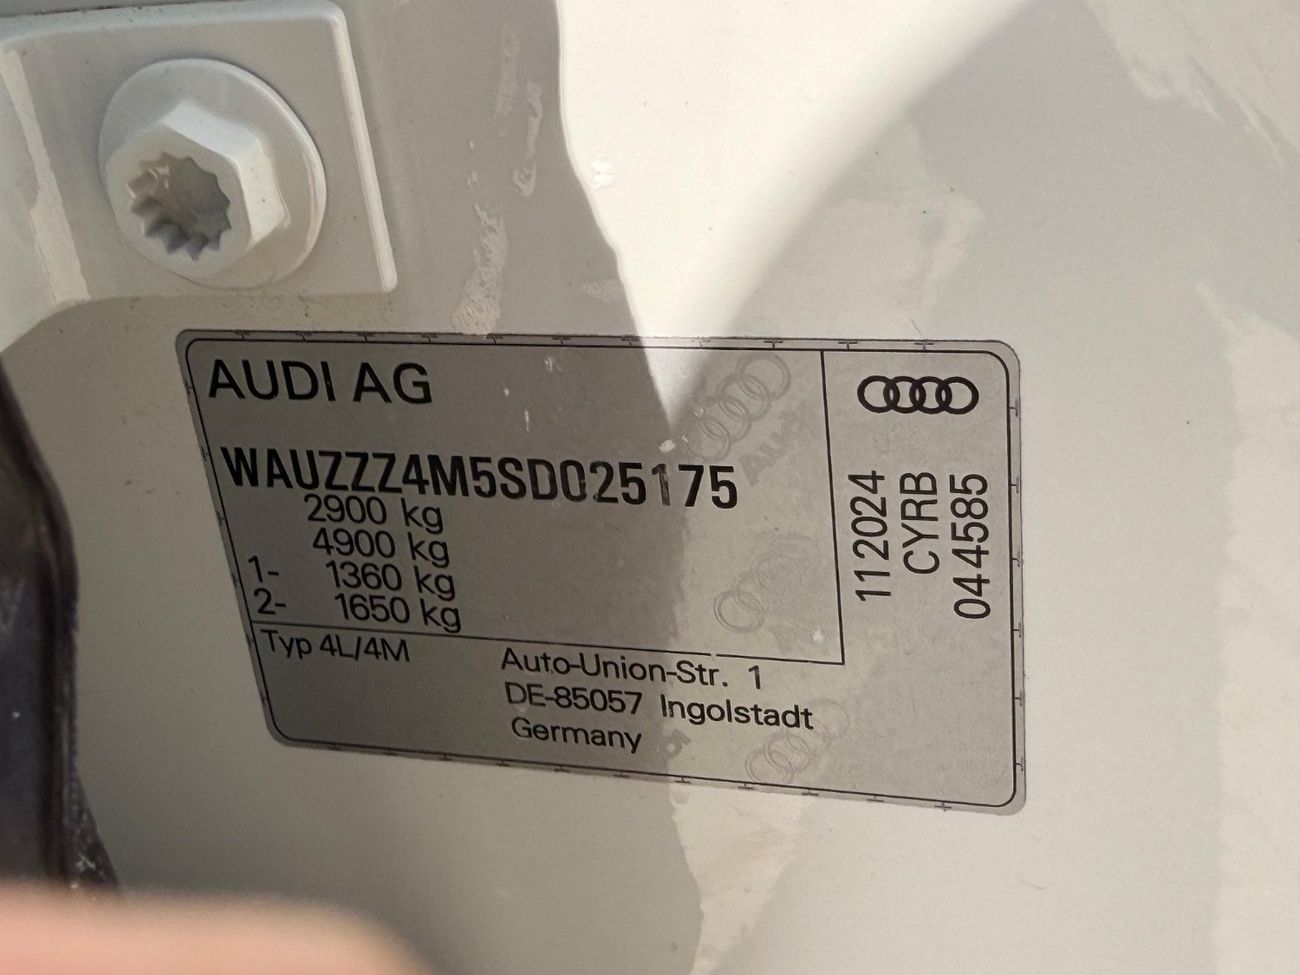 AUDI AG
WAUZZZ4M5SD025175
2900 kg
4900 kg
1- 1360 kg
2- 1650 kg
Typ 4L/4M
Auto-Union-Str. 1
DE-85057 Ingolstadt
Germany
112024
CYRB
044585
Audi